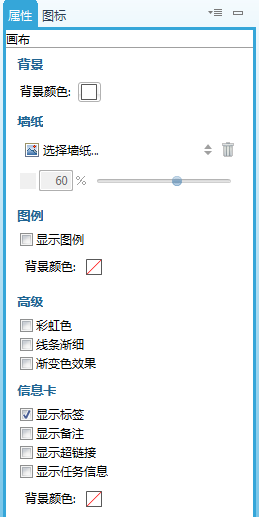 属性 图标
画布
背景
背景颜色:
墙纸
选择墙纸...
60 %
图例
显示图例
背景颜色:
高级
彩虹色
线条渐细
渐变色效果
信息卡
显示标签
显示备注
显示超链接
显示任务信息
背景颜色: